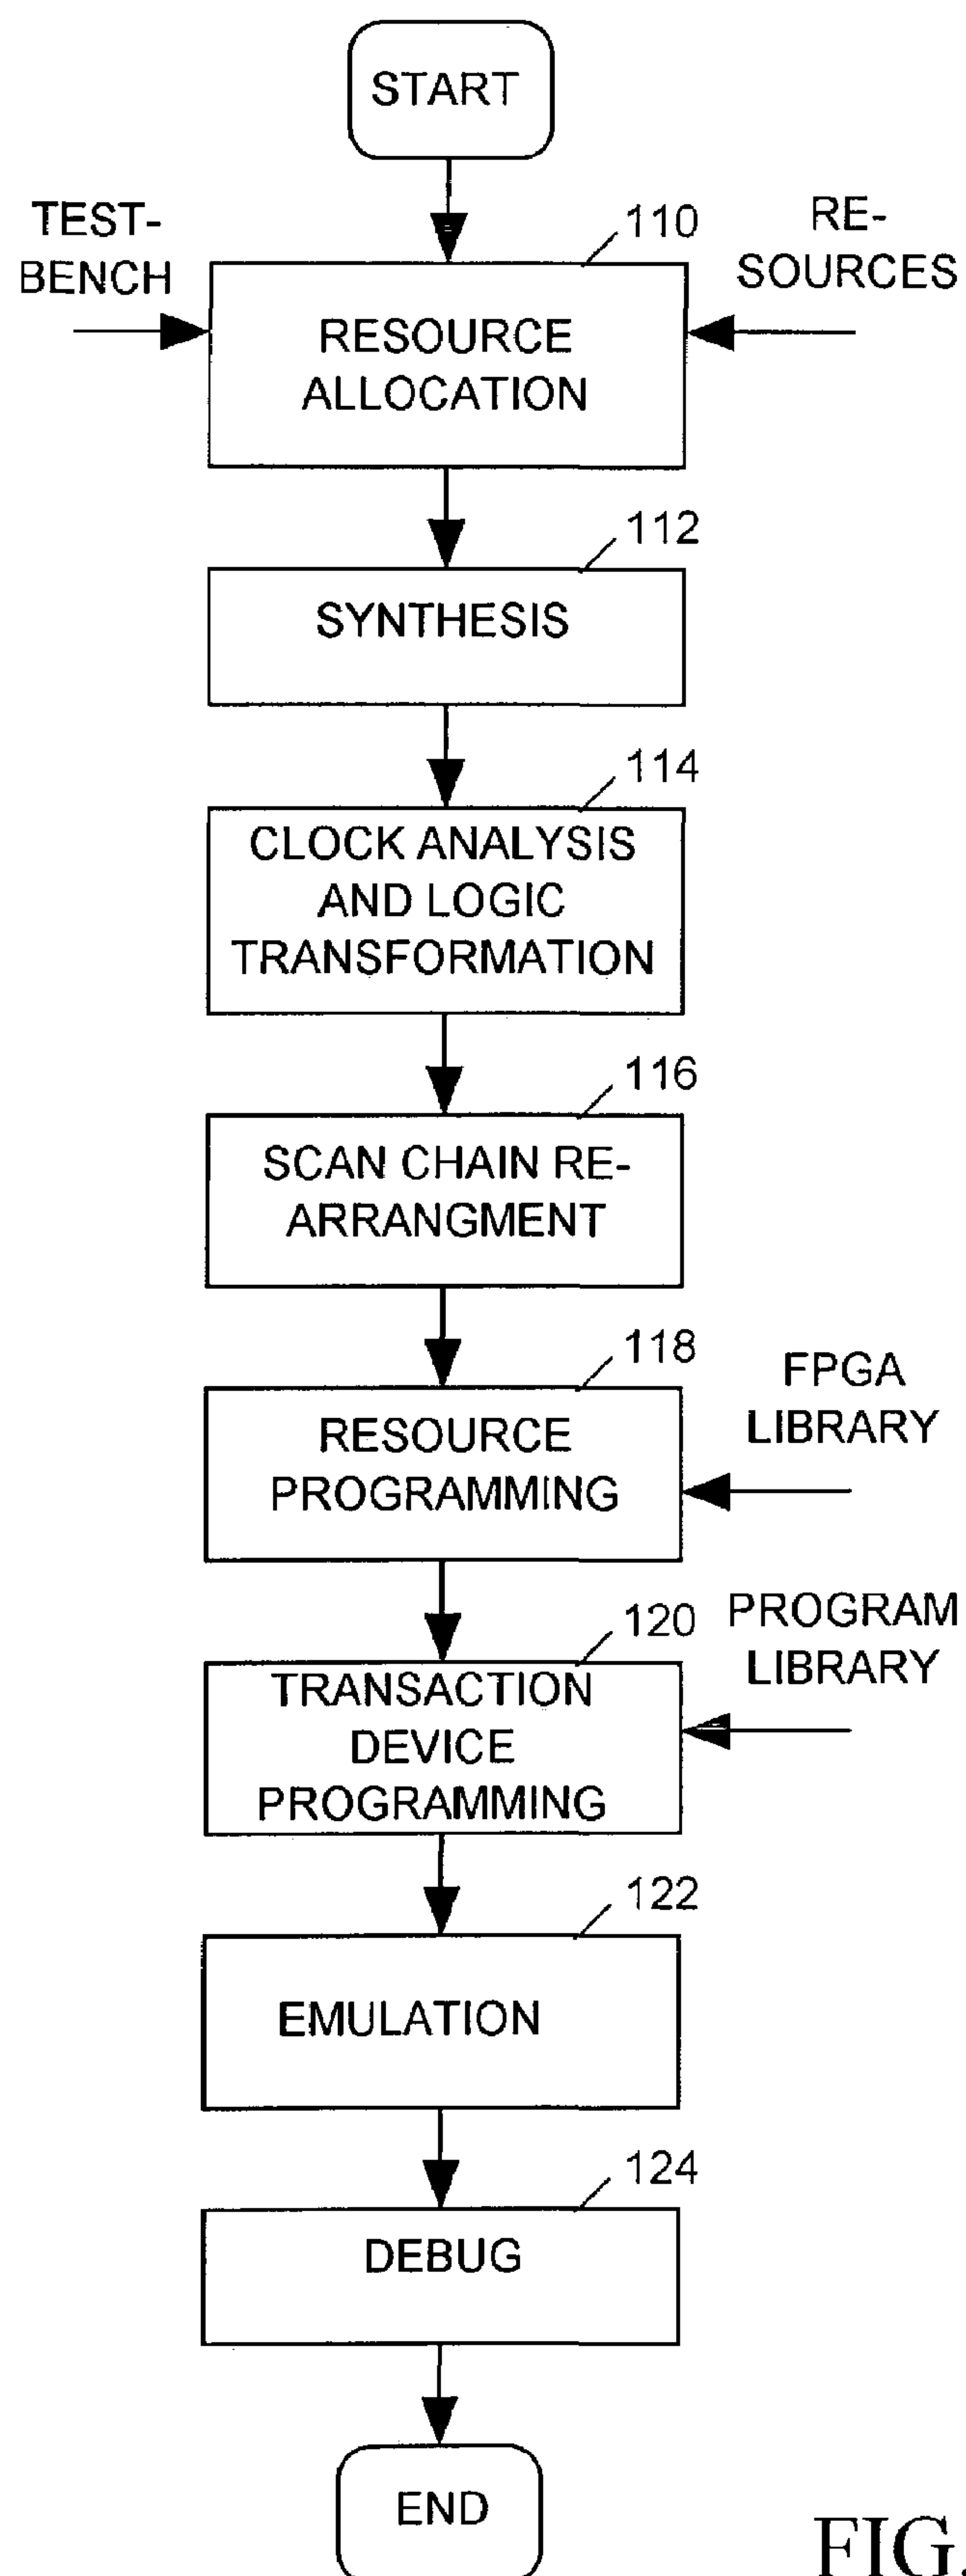 START
TEST-
BENCH
110
RE-
SOURCES
RESOURCE
ALLOCATION
112
SYNTHESIS
114
CLOCK ANALYSIS
AND LOGIC
TRANSFORMATION
116
SCAN CHAIN RE-
ARRANGMENT
118
FPGA
LIBRARY
RESOURCE
PROGRAMMING
120
PROGRAM
LIBRARY
TRANSACTION
DEVICE
PROGRAMMING
122
EMULATION
124
DEBUG
END
FIG.